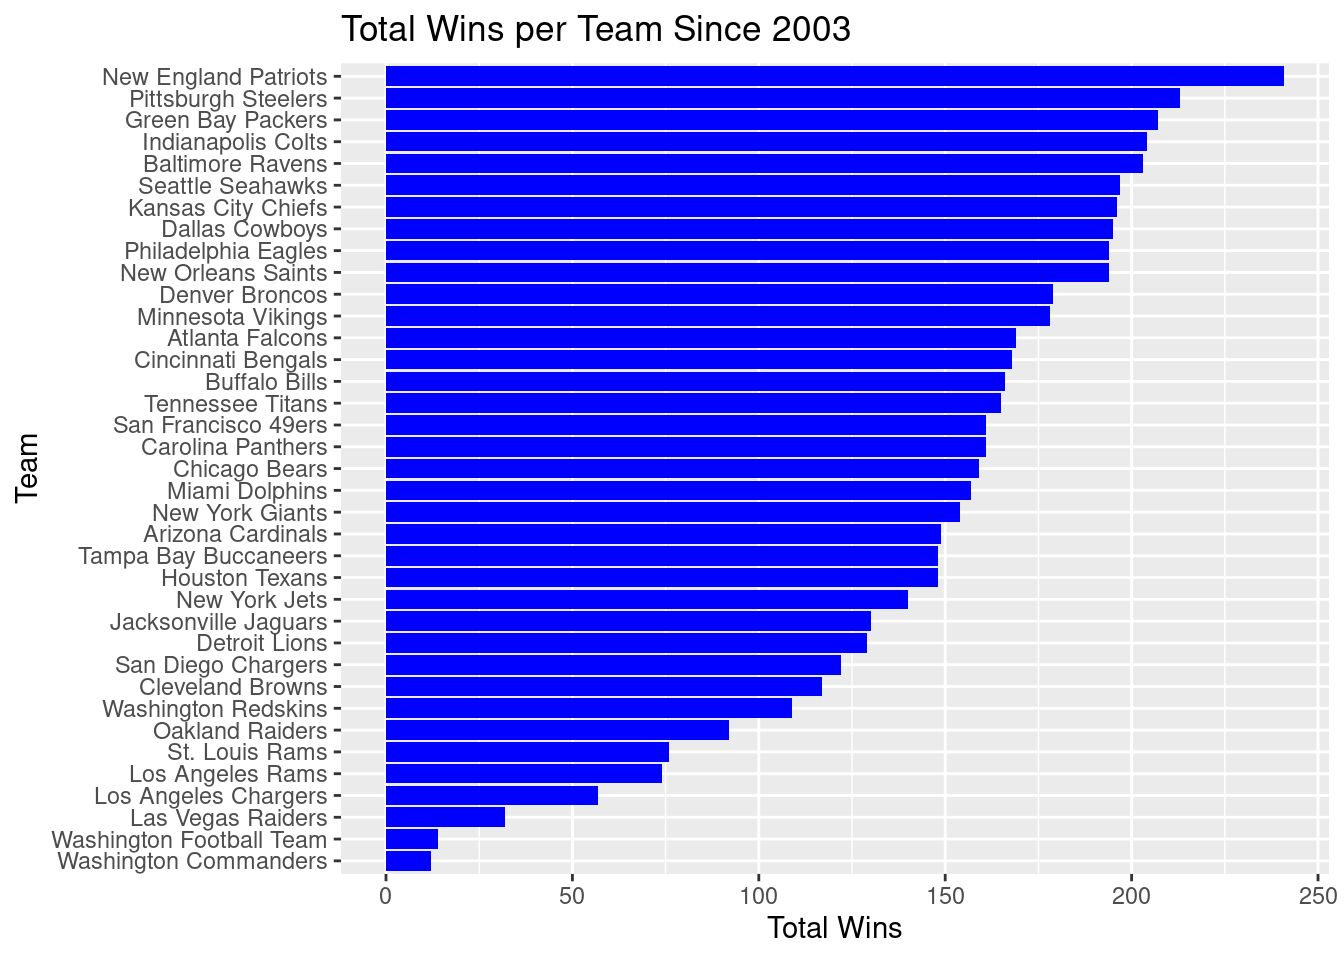 Total Wins per Team Since 2003
New England Patriots
Pittsburgh Steelers
Green Bay Packers
Indianapolis Colts
Baltimore Ravens
Seattle Seahawks
Kansas City Chiefs
Dallas Cowboys
Philadelphia Eagles
New Orleans Saints
Denver Broncos
Minnesota Vikings
Atlanta Falcons
Cincinnati Bengals
Buffalo Bills
Tennessee Titans
San Francisco 49ers
Carolina Panthers
Chicago Bears
Miami Dolphins
New York Giants
Arizona Cardinals
Tampa Bay Buccaneers
Houston Texans
New York Jets
Jacksonville Jaguars
Detroit Lions
San Diego Chargers
Cleveland Browns
Washington Redskins
Oakland Raiders
St. Louis Rams
Los Angeles Rams
Los Angeles Chargers
Las Vegas Raiders
Washington Football Team
Washington Commanders
Team
0 50 100 150 200 250
Total Wins